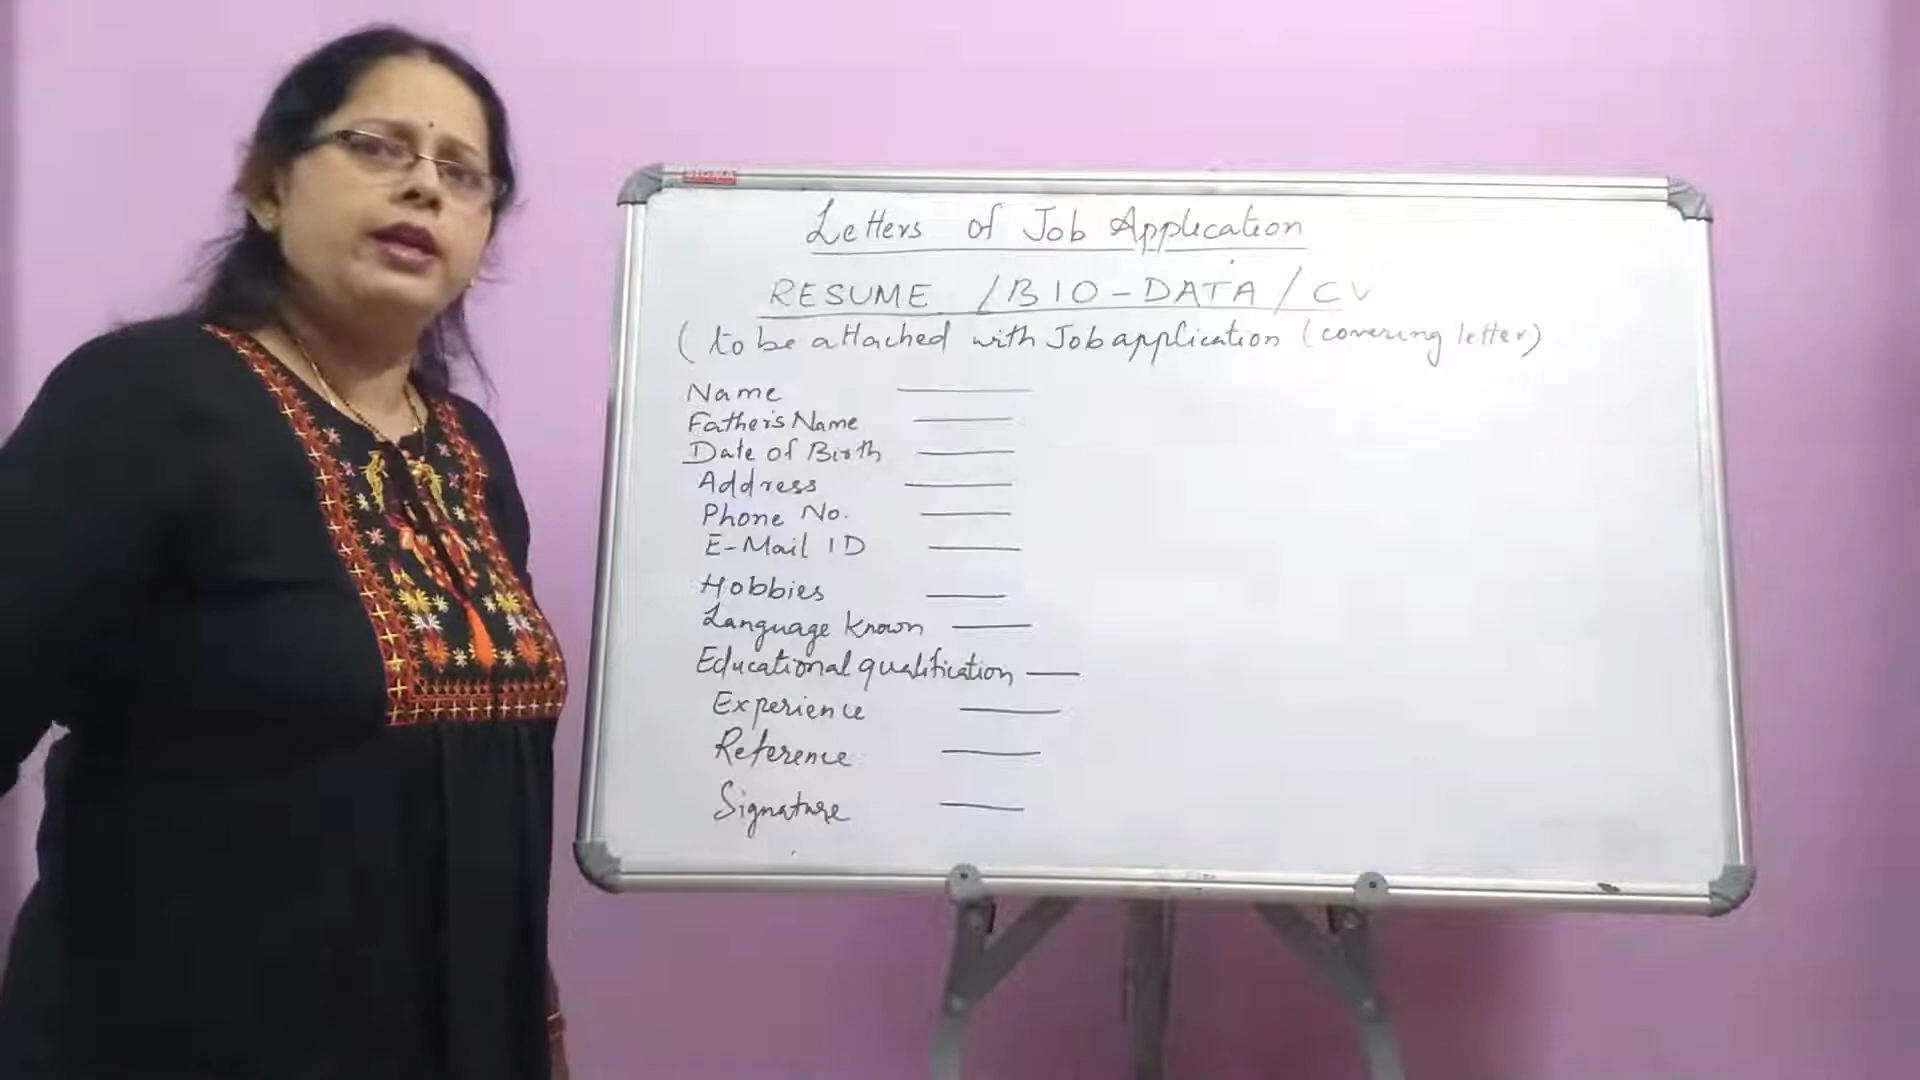 Letters of Job Application
RESUME / BIO-DATA / CV
( to be attached with Job application (covering letter)
Name
Father's Name
Date of Birth
Address
Phone No.
E-Mail ID
Hobbies
Language Known
Educational qualification
Experience
Reference
Signature